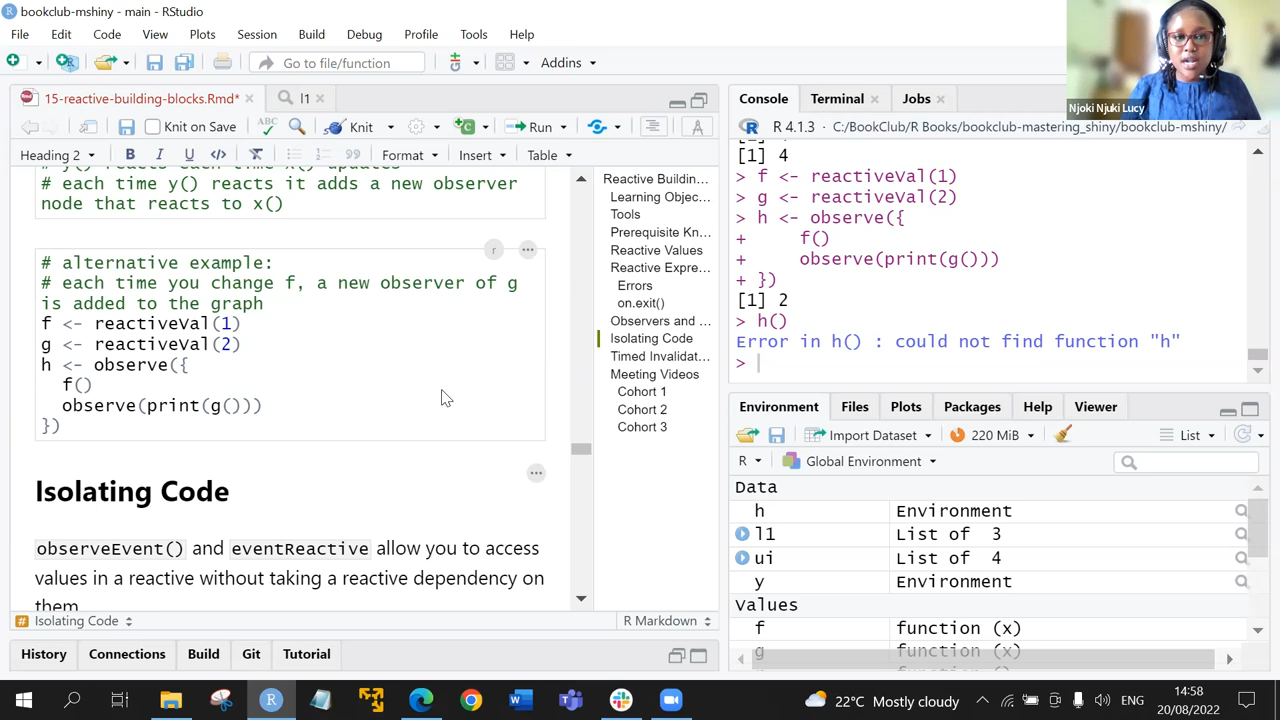 bookclub-mshiny - main - RStudio
File Edit Code View Plots Session Build Debug Profile Tools Help
Go to file/function Addins
15-reactive-building-blocks.Rmd* l1
Knit on Save ABC Knit Run
Heading 2 B I U Format Insert Table
# each time y() reacts it adds a new observer
node that reacts to x()
r
# alternative example:
# each time you change f, a new observer of g
is added to the graph
f <- reactiveVal(1)
g <- reactiveVal(2)
h <- observe({
f()
observe(print(g()))
})
Isolating Code
observeEvent() and eventReactive allow you to access
values in a reactive without taking a reactive dependency on
them
# Isolating Code R Markdown
Reactive Buildin...
Learning Objec...
Tools
Prerequisite Kn...
Reactive Values
Reactive Expre...
Errors
on.exit()
Observers and ...
Isolating Code
Timed Invalidat...
Meeting Videos
Cohort 1
Cohort 2
Cohort 3
History Connections Build Git Tutorial
Console Terminal Jobs
R 4.1.3 · C:/BookClub/R Books/bookclub-mastering_shiny/bookclub-mshiny/
[1] 4
> f <- reactiveVal(1)
> g <- reactiveVal(2)
> h <- observe({
+ f()
+ observe(print(g()))
+ })
[1] 2
> h()
Error in h() : could not find function "h"
>
Environment Files Plots Packages Help Viewer
Import Dataset 220 MiB List
R Global Environment
Data
h Environment
l1 List of 3
ui List of 4
y Environment
Values
f function (x)
g function (x)
Njoki Njuki Lucy
22°C Mostly cloudy ENG 14:58
20/08/2022